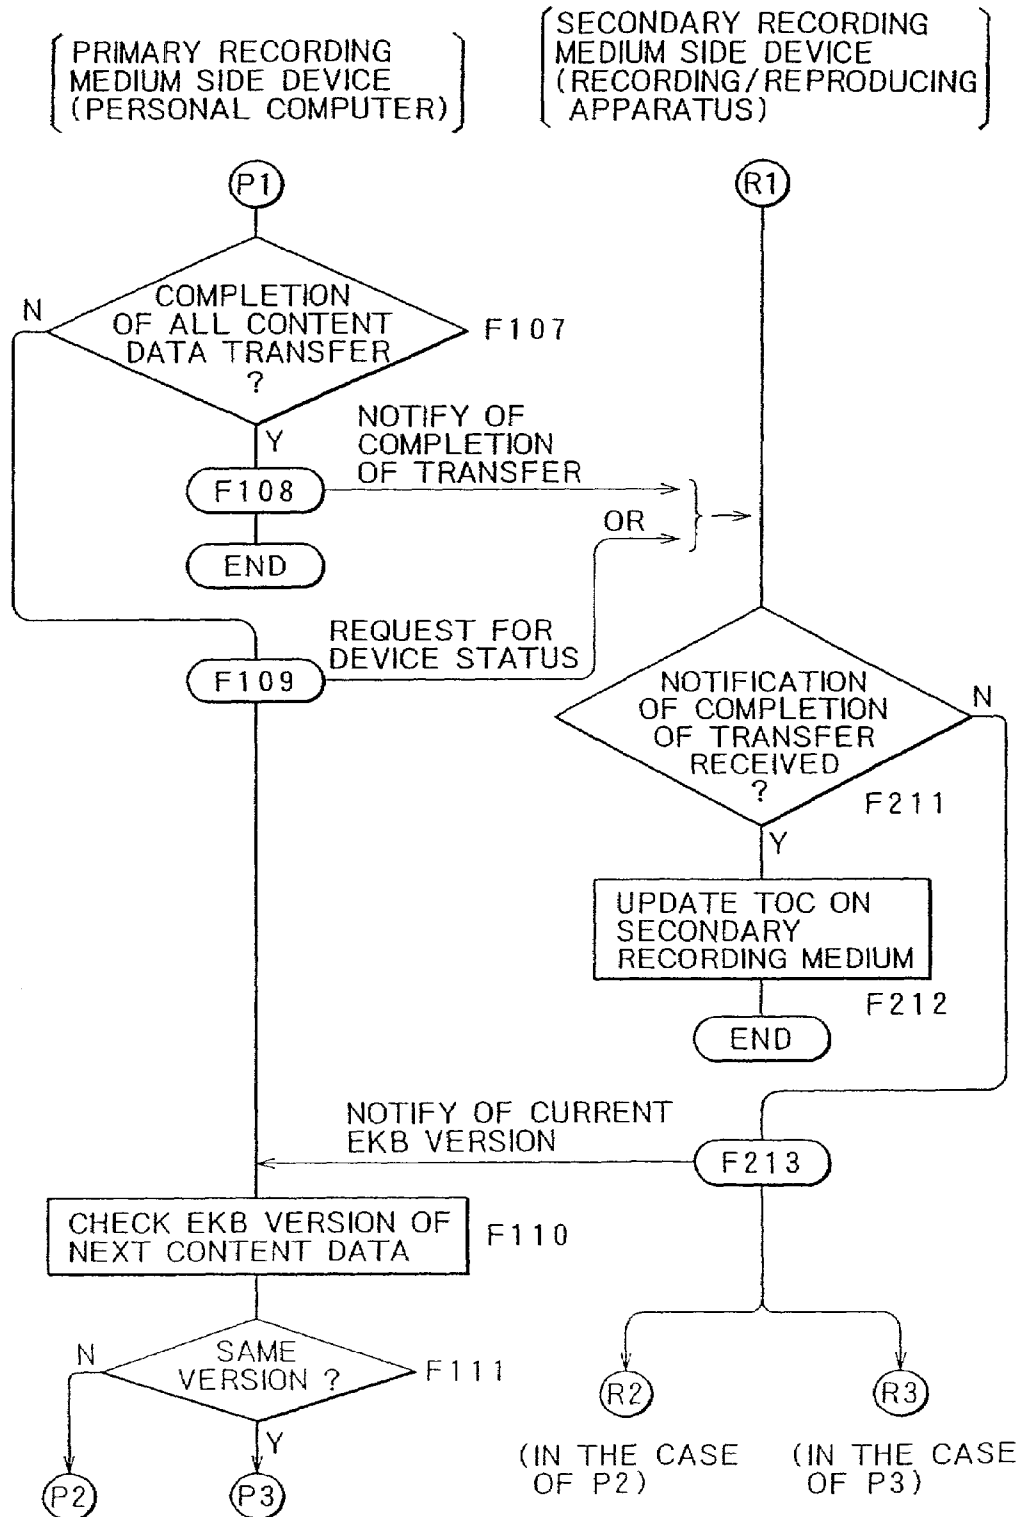 PRIMARY RECORDING
MEDIUM SIDE DEVICE
(PERSONAL COMPUTER)
SECONDARY RECORDING
MEDIUM SIDE DEVICE
(RECORDING/REPRODUCING
APPARATUS)
P1
R1
COMPLETION
OF ALL CONTENT
DATA TRANSFER
?
N
F107
Y
NOTIFY OF
COMPLETION
OF TRANSFER
F108
OR
END
REQUEST FOR
DEVICE STATUS
F109
NOTIFICATION
OF COMPLETION
OF TRANSFER
RECEIVED
?
N
F211
Y
UPDATE TOC ON
SECONDARY
RECORDING MEDIUM
F212
END
NOTIFY OF CURRENT
EKB VERSION
F213
CHECK EKB VERSION OF
NEXT CONTENT DATA
F110
SAME
VERSION ?
N
F111
Y
P2
P3
R2
R3
(IN THE CASE
OF P2)
(IN THE CASE
OF P3)